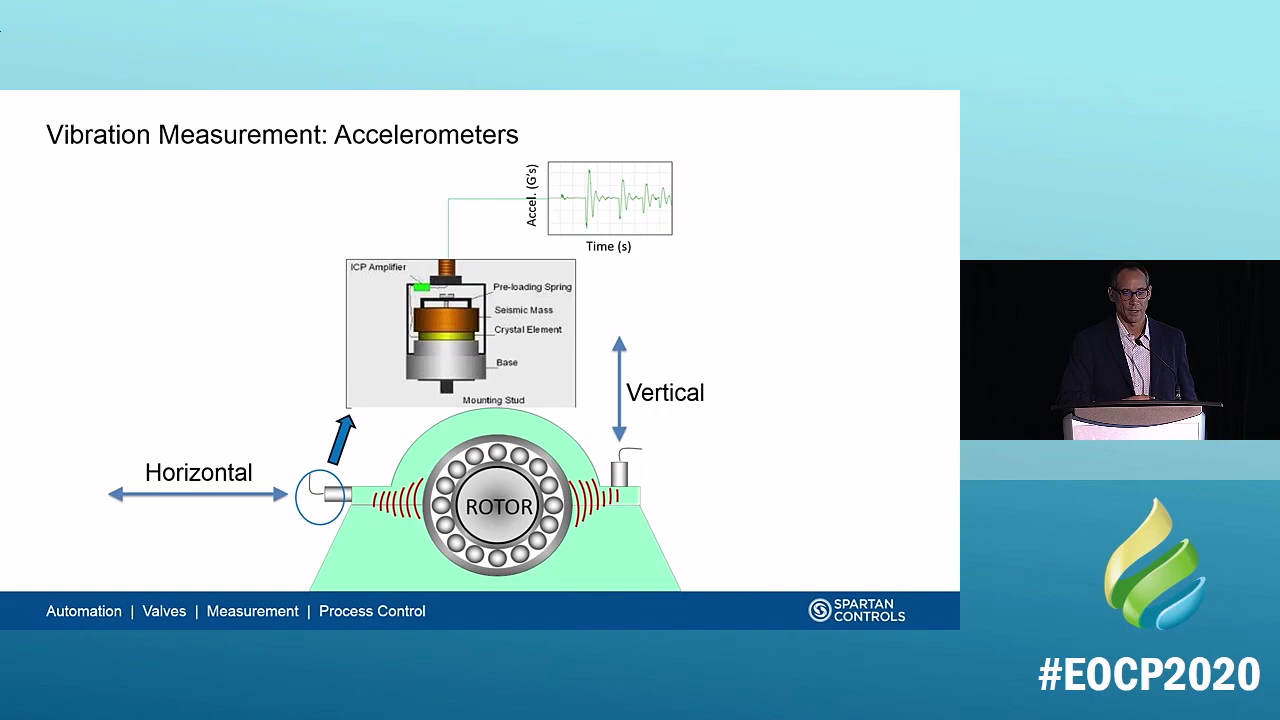 Vibration Measurement: Accelerometers
Accel. (G's)
Time (s)
ICP Amplifier
Pre-loading Spring
Seismic Mass
Crystal Element
Base
Mounting Stud
Vertical
Horizontal
ROTOR
Automation | Valves | Measurement | Process Control
SPARTAN
CONTROLS
#EOCP2020